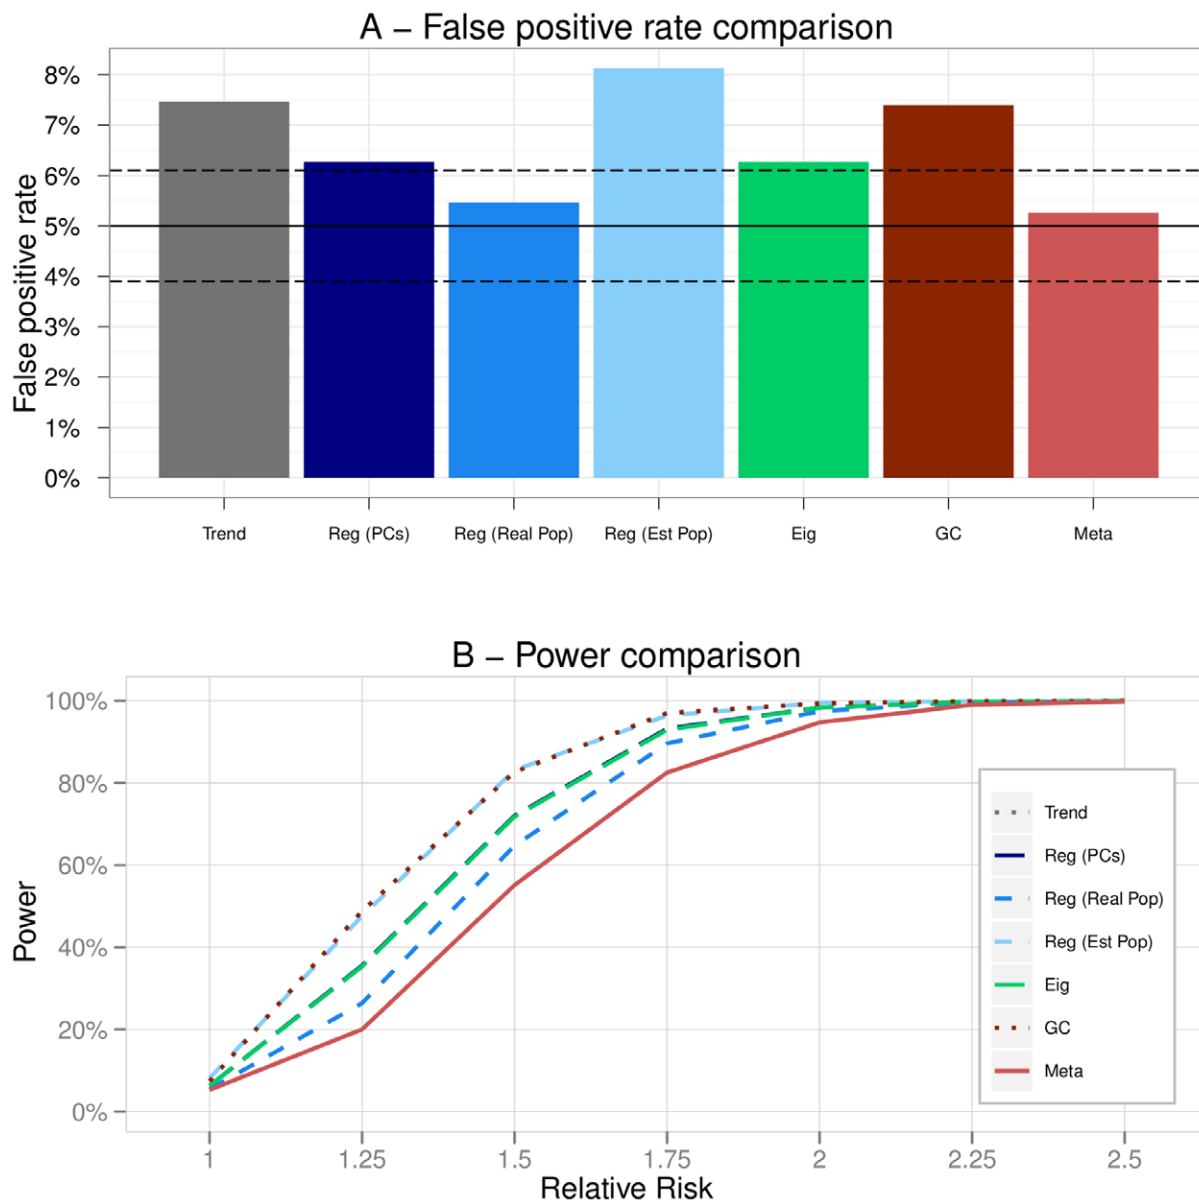 A – False positive rate comparison
False positive rate
8%
7%
6%
5%
4%
3%
2%
1%
0%
Trend
Reg (PCs)
Reg (Real Pop)
Reg (Est Pop)
Eig
GC
Meta
B – Power comparison
Power
100%
80%
60%
40%
20%
0%
Trend
Reg (PCs)
Reg (Real Pop)
Reg (Est Pop)
Eig
GC
Meta
1
1.25
1.5
1.75
2
2.25
2.5
Relative Risk